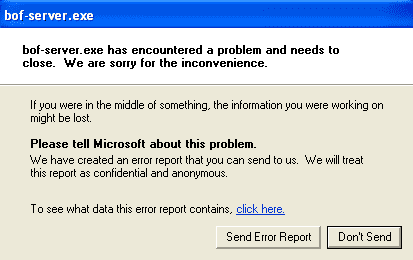 bof-server.exe
bof-server.exe has encountered a problem and needs to
close.  We are sorry for the inconvenience.
If you were in the middle of something, the information you were working on
might be lost.
Please tell Microsoft about this problem.
We have created an error report that you can send to us.  We will treat
this report as confidential and anonymous.
To see what data this error report contains, click here.
Send Error Report
Don't Send